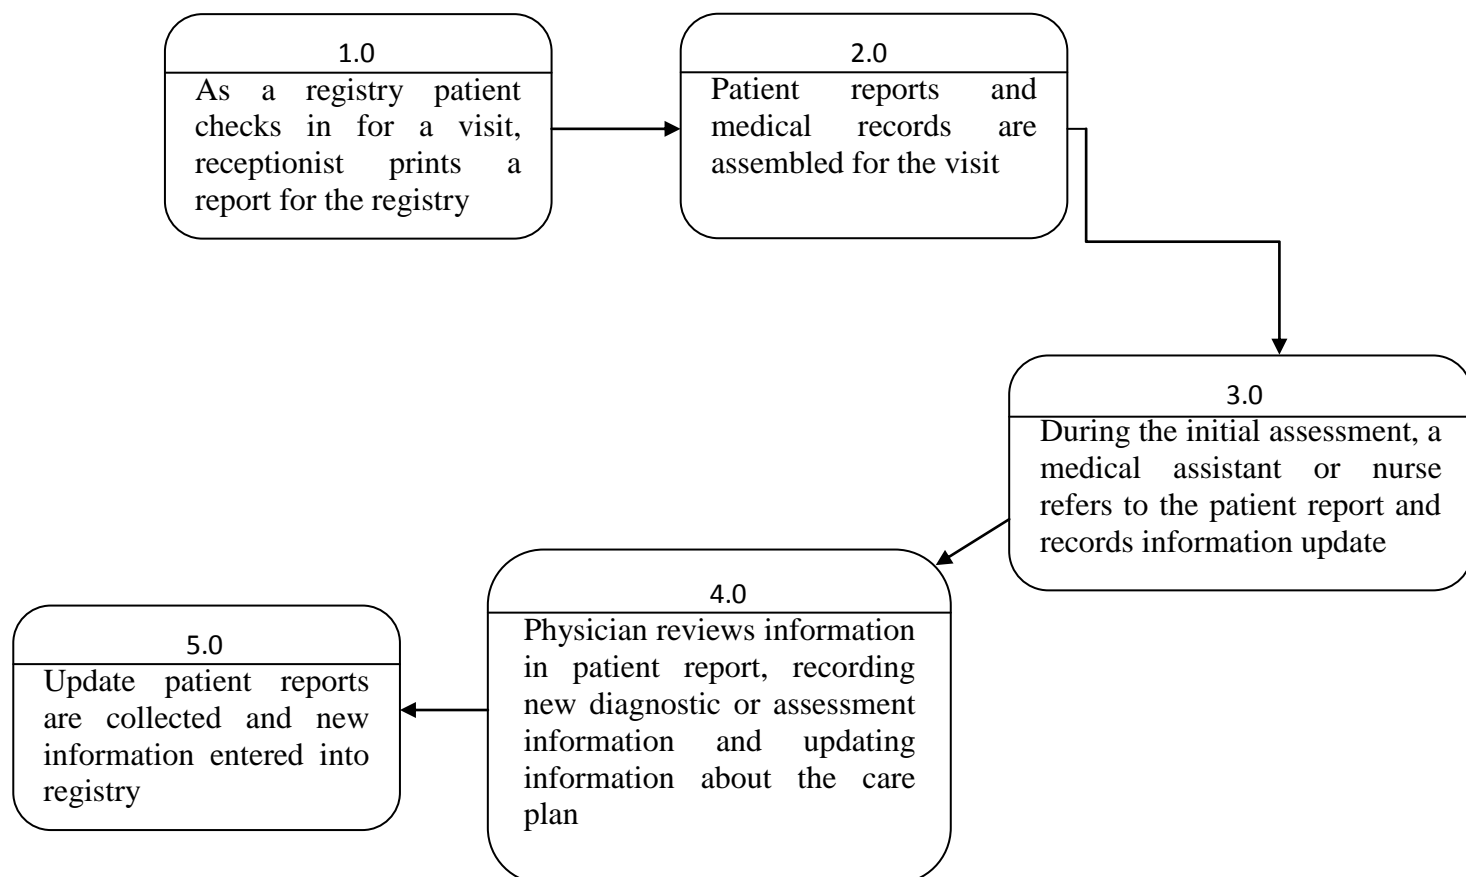 1.0
As a registry patient
checks in for a visit,
receptionist prints a
report for the registry
2.0
Patient reports and
medical records are
assembled for the visit
3.0
During the initial assessment, a
medical assistant or nurse
refers to the patient report and
records information update
4.0
Physician reviews information
in patient report, recording
new diagnostic or assessment
information and updating
information about the care
plan
5.0
Update patient reports
are collected and new
information entered into
registry